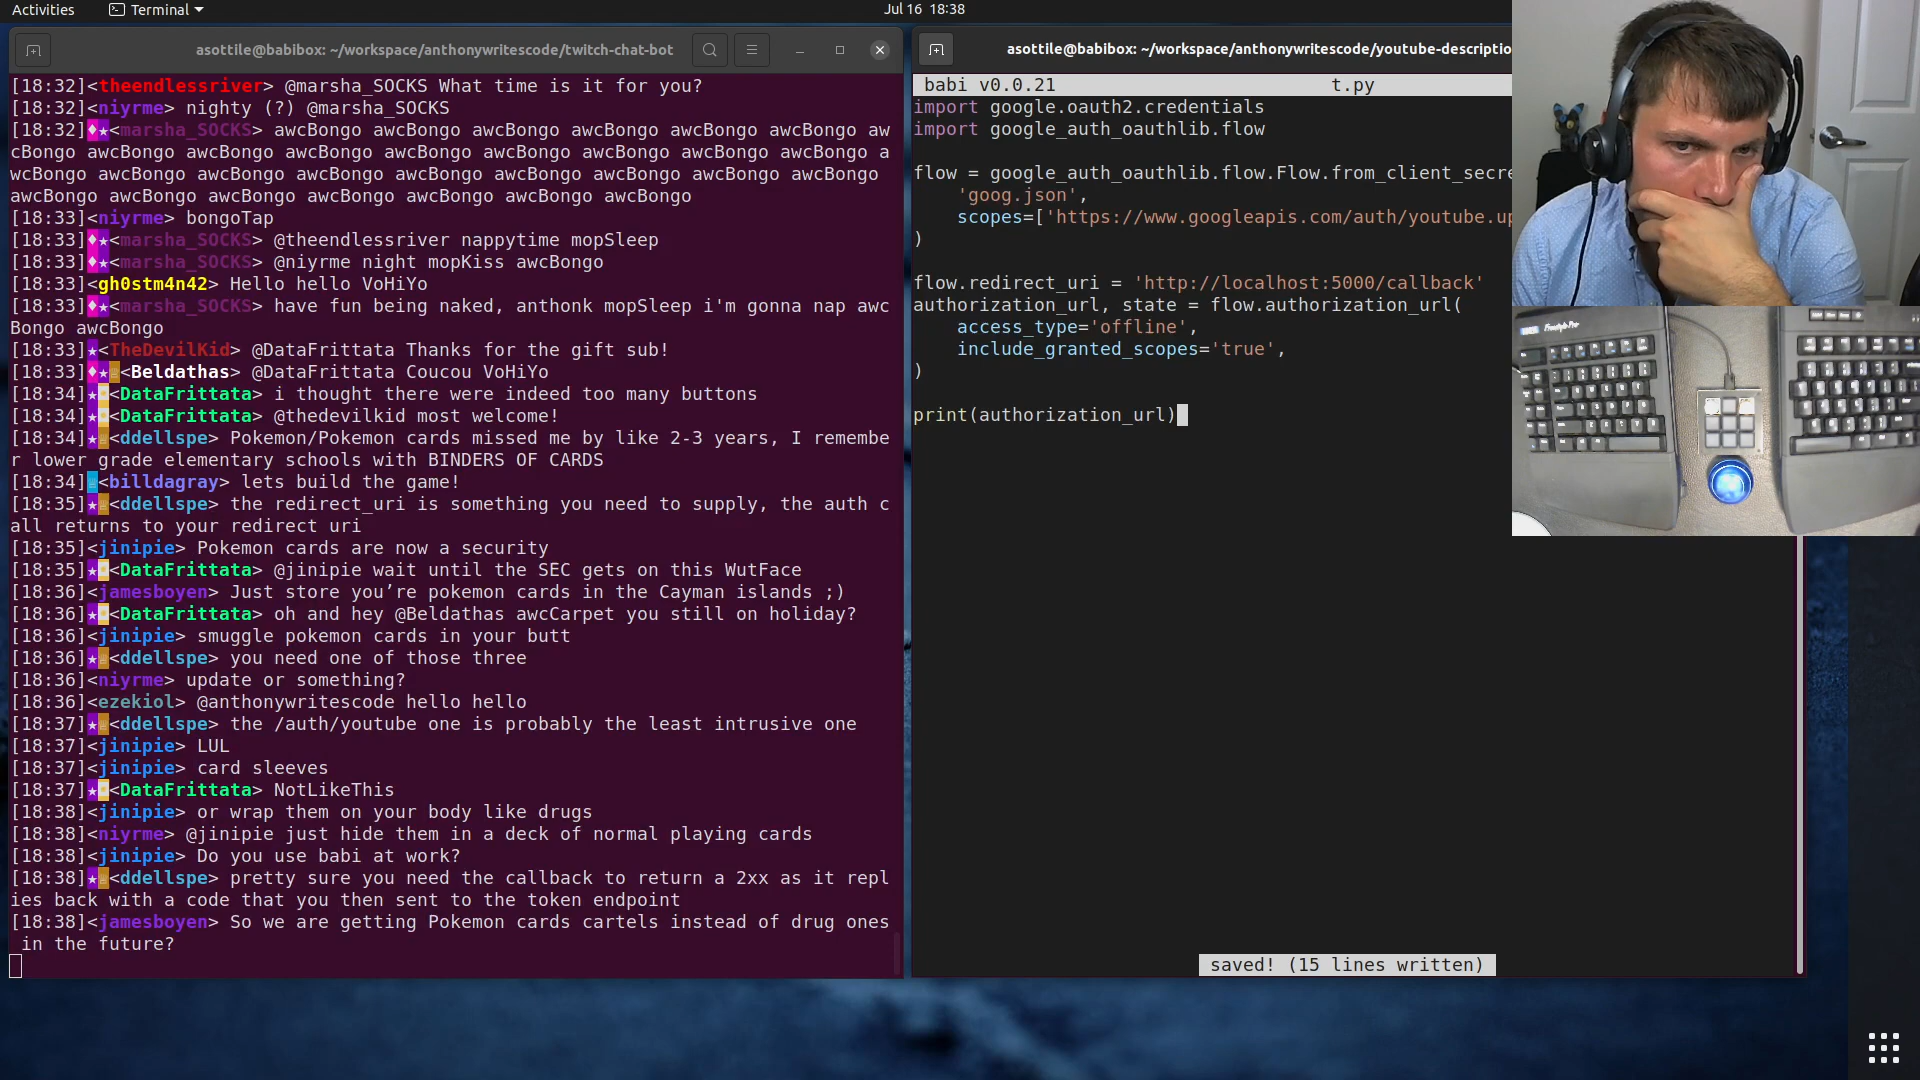 Activities
Terminal
Jul 16 18:38
asottile@babibox: ~/workspace/anthonywritescode/twitch-chat-bot
[18:32]<theendlessriver> @marsha_SOCKS What time is it for you?
[18:32]<niyrme> nighty (?) @marsha_SOCKS
[18:32]♦★<marsha_SOCKS> awcBongo awcBongo awcBongo awcBongo awcBongo aw
cBongo awcBongo awcBongo awcBongo awcBongo awcBongo awcBongo awcBongo a
wcBongo awcBongo awcBongo awcBongo awcBongo awcBongo awcBongo awcBongo
awcBongo awcBongo awcBongo awcBongo awcBongo awcBongo awcBongo
[18:33]<niyrme> bongoTap
[18:33]♦★<marsha_SOCKS> @theendlessriver nappytime mopSleep
[18:33]♦★<marsha_SOCKS> @niyrme night mopKiss awcBongo
[18:33]<gh0stm4n42> Hello hello VoHiYo
[18:33]♦★<marsha_SOCKS> have fun being naked, anthonk mopSleep i'm gonna nap awc
Bongo awcBongo
[18:33]★<TheDevilKid> @DataFrittata Thanks for the gift sub!
[18:33]♦★<Beldathas> @DataFrittata Coucou VoHiYo
[18:34]★<DataFrittata> i thought there were indeed too many buttons
[18:34]★<DataFrittata> @thedevilkid most welcome!
[18:34]★<ddellspe> Pokemon/Pokemon cards missed me by like 2-3 years, I remembe
r lower grade elementary schools with BINDERS OF CARDS
[18:34]<billdagray> lets build the game!
[18:35]★<ddellspe> the redirect_uri is something you need to supply, the auth c
all returns to your redirect uri
[18:35]<jinipie> Pokemon cards are now a security
[18:35]★<DataFrittata> @jinipie wait until the SEC gets on this WutFace
[18:36]<jamesboyen> Just store you’re pokemon cards in the Cayman islands ;)
[18:36]★<DataFrittata> oh and hey @Beldathas awcCarpet you still on holiday?
[18:36]<jinipie> smuggle pokemon cards in your butt
[18:36]★<ddellspe> you need one of those three
[18:36]<niyrme> update or something?
[18:36]<ezekiol> @anthonywritescode hello hello
[18:37]★<ddellspe> the /auth/youtube one is probably the least intrusive one
[18:37]<jinipie> LUL
[18:37]<jinipie> card sleeves
[18:37]★<DataFrittata> NotLikeThis
[18:38]<jinipie> or wrap them on your body like drugs
[18:38]<niyrme> @jinipie just hide them in a deck of normal playing cards
[18:38]<jinipie> Do you use babi at work?
[18:38]★<ddellspe> pretty sure you need the callback to return a 2xx as it repl
ies back with a code that you then sent to the token endpoint
[18:38]<jamesboyen> So we are getting Pokemon cards cartels instead of drug ones
in the future?
asottile@babibox: ~/workspace/anthonywritescode/youtube-descriptio
babi v0.0.21 t.py
import google.oauth2.credentials
import google_auth_oauthlib.flow
flow = google_auth_oauthlib.flow.Flow.from_client_secre
'goog.json',
scopes=['https://www.googleapis.com/auth/youtube.up
)
flow.redirect_uri = 'http://localhost:5000/callback'
authorization_url, state = flow.authorization_url(
access_type='offline',
include_granted_scopes='true',
)
print(authorization_url)
saved! (15 lines written)